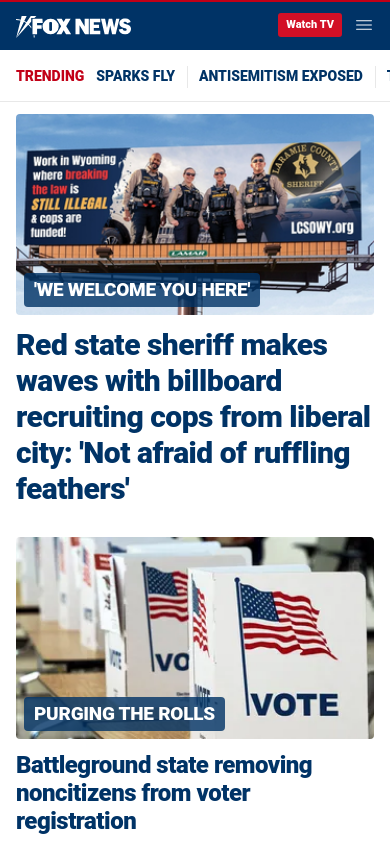 FOX NEWS
Watch TV
TRENDING SPARKS FLY ANTISEMITISM EXPOSED
Work in Wyoming
where breaking
the law is
STILL ILLEGAL
& cops are
funded!
LARAMIE COUNTY
SHERIFF
LCSOWY.org
LAMAR
'WE WELCOME YOU HERE'
Red state sheriff makes
waves with billboard
recruiting cops from liberal
city: 'Not afraid of ruffling
feathers'
VOTE
VO
VOTE
PURGING THE ROLLS
Battleground state removing
noncitizens from voter
registration